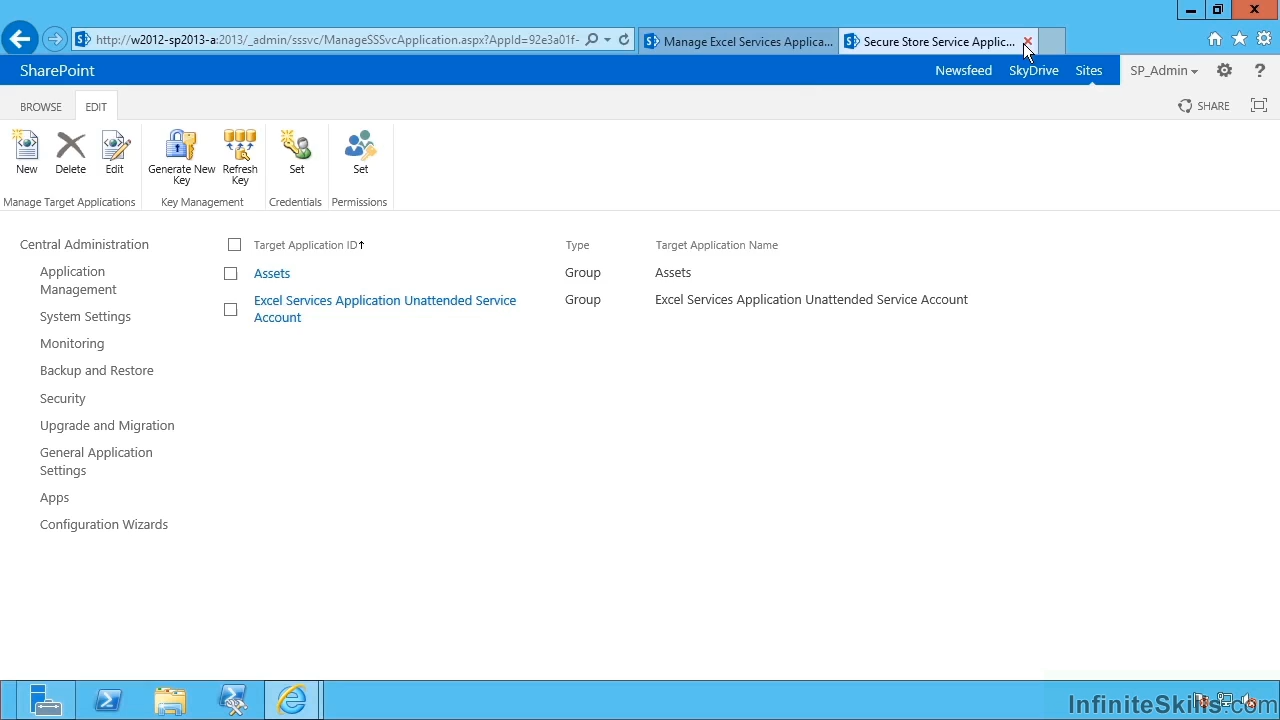 http://w2012-sp2013-a:2013/_admin/sssvc/ManageSSSvcApplication.aspx?AppId=92e3a01f-
Manage Excel Services Applica...
Secure Store Service Applic...
SharePoint
Newsfeed
SkyDrive
Sites
SP_Admin
?
BROWSE
EDIT
SHARE
New
Delete
Edit
Generate New
Key
Refresh
Key
Set
Set
Manage Target Applications
Key Management
Credentials
Permissions
Central Administration
Application
Management
System Settings
Monitoring
Backup and Restore
Security
Upgrade and Migration
General Application
Settings
Apps
Configuration Wizards
Target Application ID
Type
Target Application Name
Assets
Group
Assets
Excel Services Application Unattended Service
Account
Group
Excel Services Application Unattended Service Account
InfiniteSkills.com